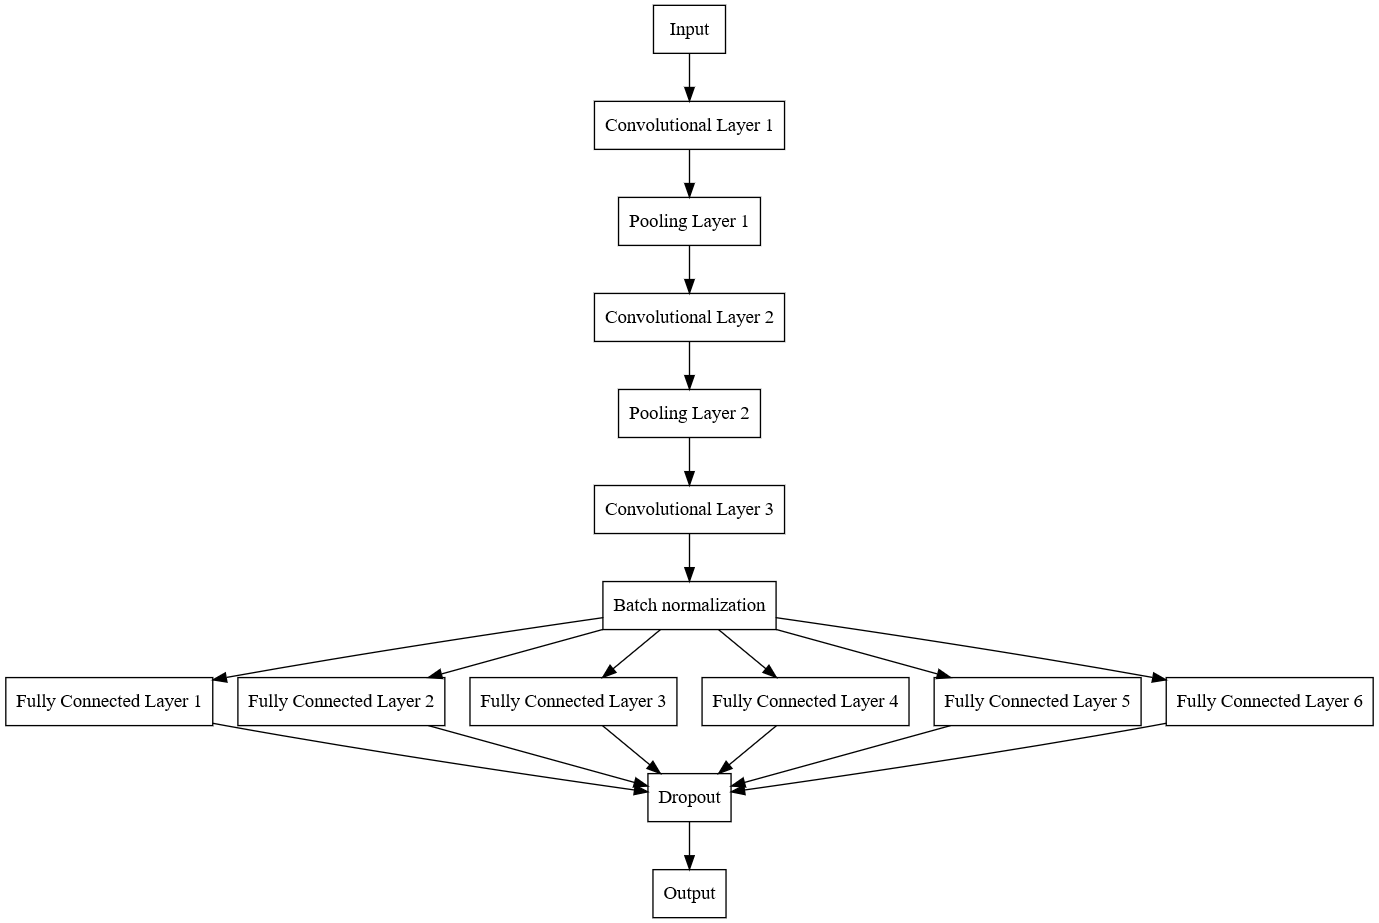 Input
Convolutional Layer 1
Pooling Layer 1
Convolutional Layer 2
Pooling Layer 2
Convolutional Layer 3
Batch normalization
Fully Connected Layer 1
Fully Connected Layer 2
Fully Connected Layer 3
Fully Connected Layer 4
Fully Connected Layer 5
Fully Connected Layer 6
Dropout
Output